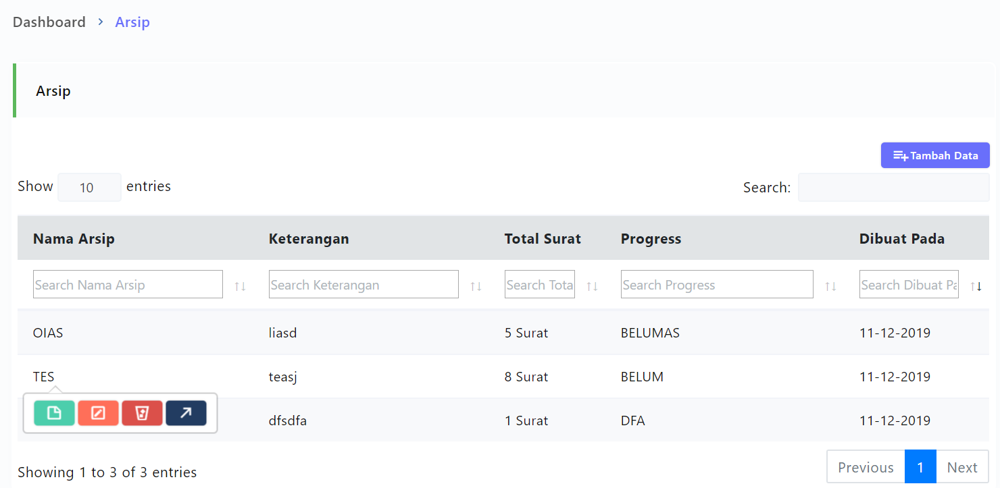 Dashboard > Arsip
Arsip
Tambah Data
Show 10 entries Search:
Nama Arsip Keterangan Total Surat Progress Dibuat Pada
Search Nama Arsip Search Keterangan Search Tota Search Progress Search Dibuat Pa
OIAS liasd 5 Surat BELUMAS 11-12-2019
TES teasj 8 Surat BELUM 11-12-2019
dfsdfa 1 Surat DFA 11-12-2019
Showing 1 to 3 of 3 entries Previous 1 Next